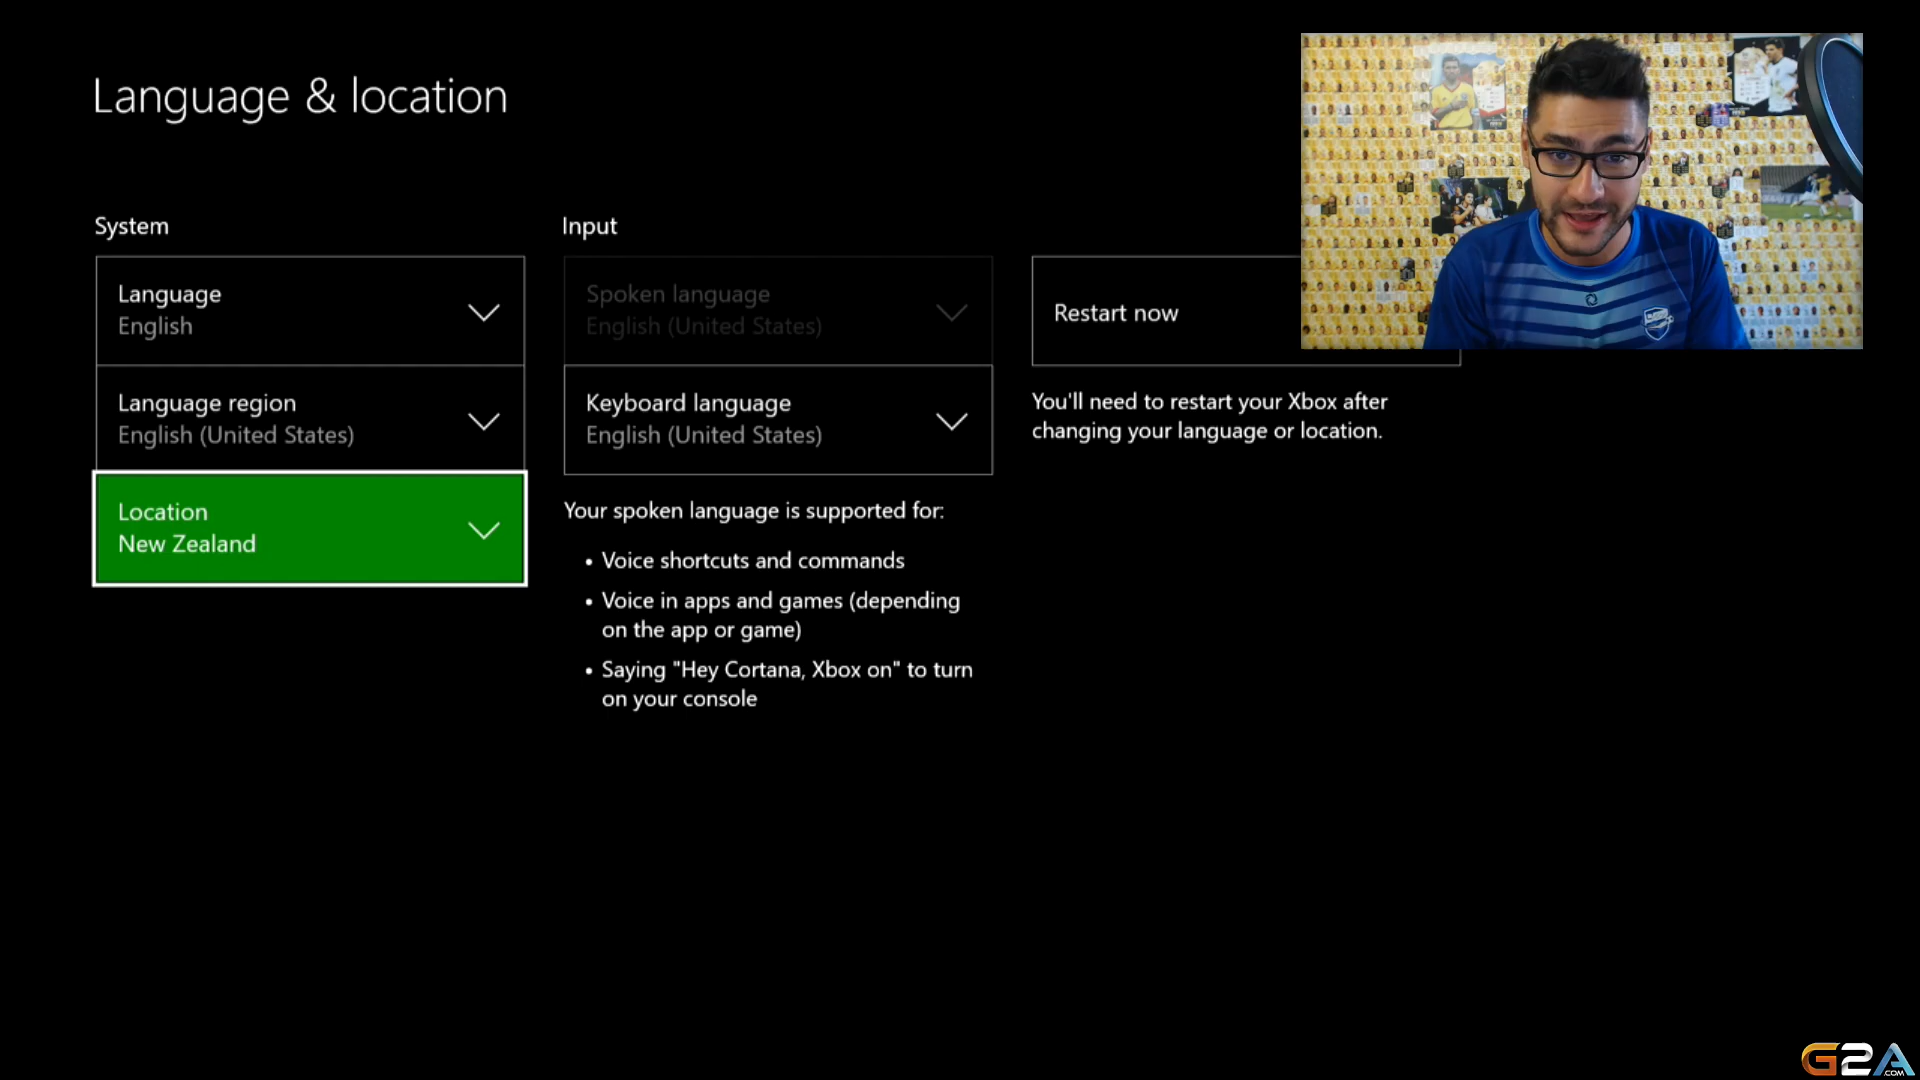 Language & location
System
Language
English
Language region
English (United States)
Location
New Zealand
Input
Spoken language
English (United States)
Keyboard language
English (United States)
Your spoken language is supported for:
• Voice shortcuts and commands
• Voice in apps and games (depending
on the app or game)
• Saying "Hey Cortana, Xbox on" to turn
on your console
Restart now
You'll need to restart your Xbox after
changing your language or location.
G2A
.COM